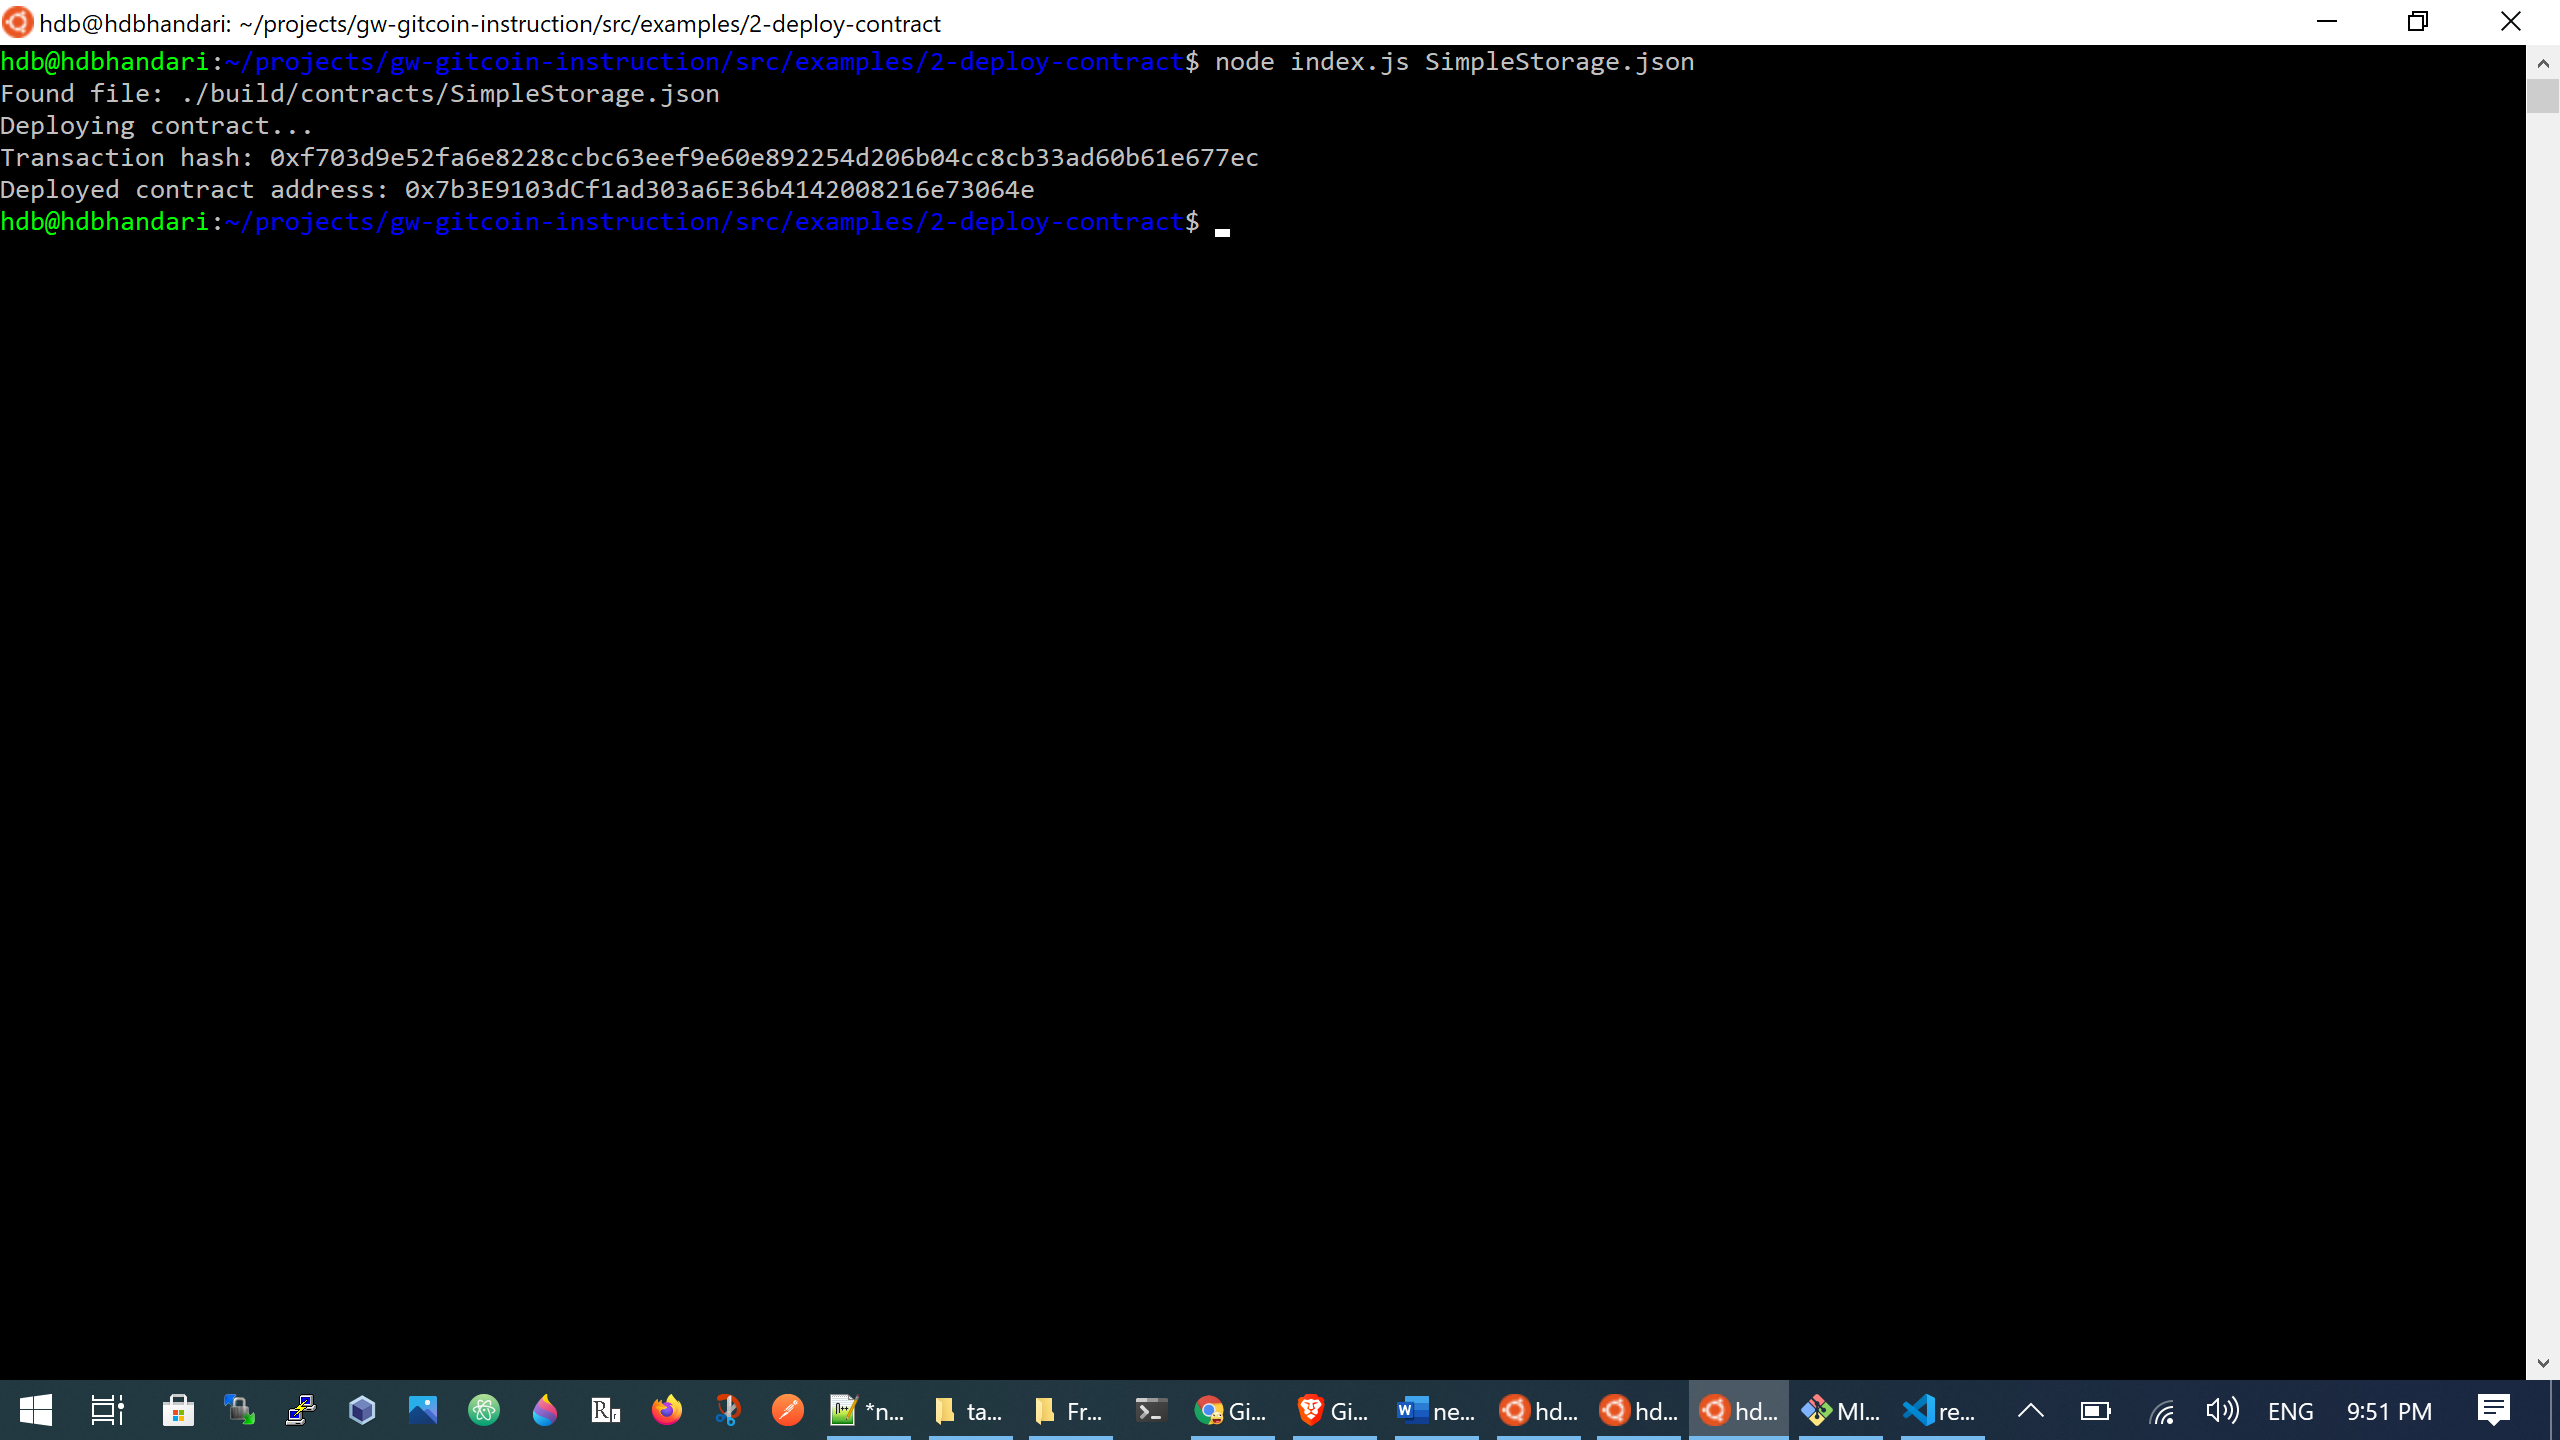 hdb@hdbhandari: ~/projects/gw-gitcoin-instruction/src/examples/2-deploy-contract
hdb@hdbhandari:~/projects/gw-gitcoin-instruction/src/examples/2-deploy-contract$ node index.js SimpleStorage.json
Found file: ./build/contracts/SimpleStorage.json
Deploying contract...
Transaction hash: 0xf703d9e52fa6e8228ccbc63eef9e60e892254d206b04cc8cb33ad60b61e677ec
Deployed contract address: 0x7b3E9103dCf1ad303a6E36b4142008216e73064e
hdb@hdbhandari:~/projects/gw-gitcoin-instruction/src/examples/2-deploy-contract$
*n... ta... Fr... Gi... Gi... ne... hd... hd... hd... MI... re... ENG 9:51 PM